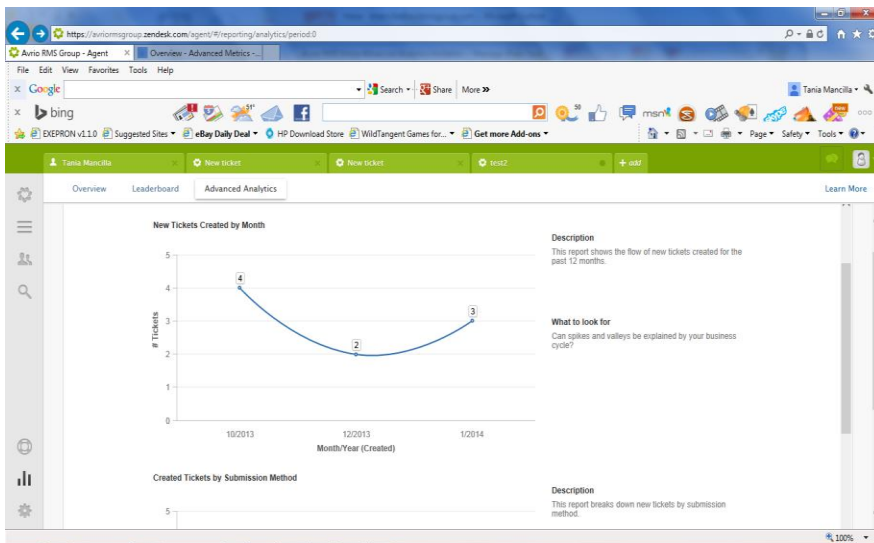 https://avriormsgroup.zendesk.com/agent/#/reporting/analytics/period:0
Avrio RMS Group - Agent
Overview - Advanced Metrics -...
File Edit View Favorites Tools Help
x Google
Search
Share
More »
Tania Mancilla
x bing
51°
50
msn
EXEPRON v1.1.0
Suggested Sites
eBay Daily Deal
HP Download Store
WildTangent Games for...
Get more Add-ons
Page
Safety
Tools
Tania Mancilla
New ticket
New ticket
test2
+ add
Overview
Leaderboard
Advanced Analytics
Learn More
New Tickets Created by Month
Description
This report shows the flow of new tickets created for the
past 12 months.
What to look for
Can spikes and valleys be explained by your business
cycle?
# Tickets
5
4
3
2
1
0
4
2
3
10/2013
12/2013
1/2014
Month/Year (Created)
Created Tickets by Submission Method
Description
This report breaks down new tickets by submission
method.
5
100%